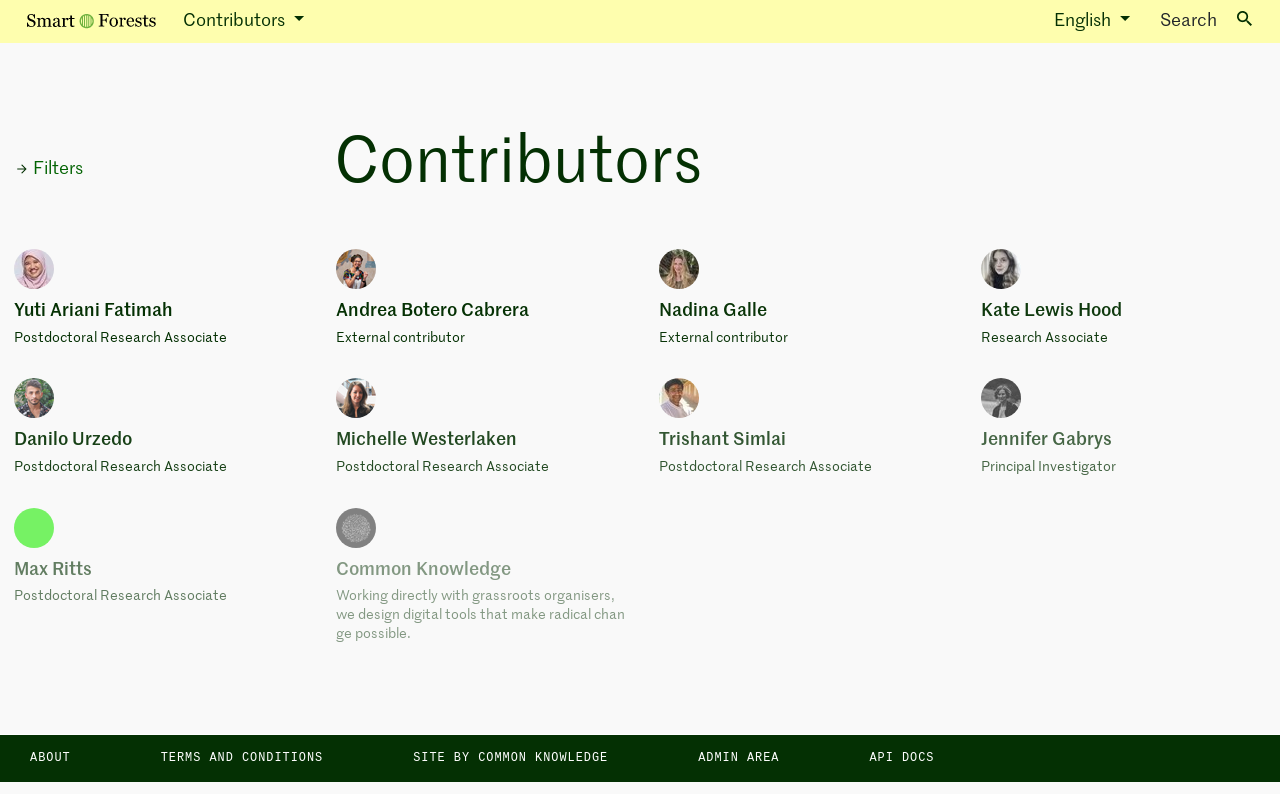 Smart Forests
Contributors
English
Search
Filters
Contributors
Yuti Ariani Fatimah
Postdoctoral Research Associate
Andrea Botero Cabrera
External contributor
Nadina Galle
External contributor
Kate Lewis Hood
Research Associate
Danilo Urzedo
Postdoctoral Research Associate
Michelle Westerlaken
Postdoctoral Research Associate
Trishant Simlai
Postdoctoral Research Associate
Jennifer Gabrys
Principal Investigator
Max Ritts
Postdoctoral Research Associate
Common Knowledge
Working directly with grassroots organisers,
we design digital tools that make radical chan
ge possible.
ABOUT
TERMS AND CONDITIONS
SITE BY COMMON KNOWLEDGE
ADMIN AREA
API DOCS